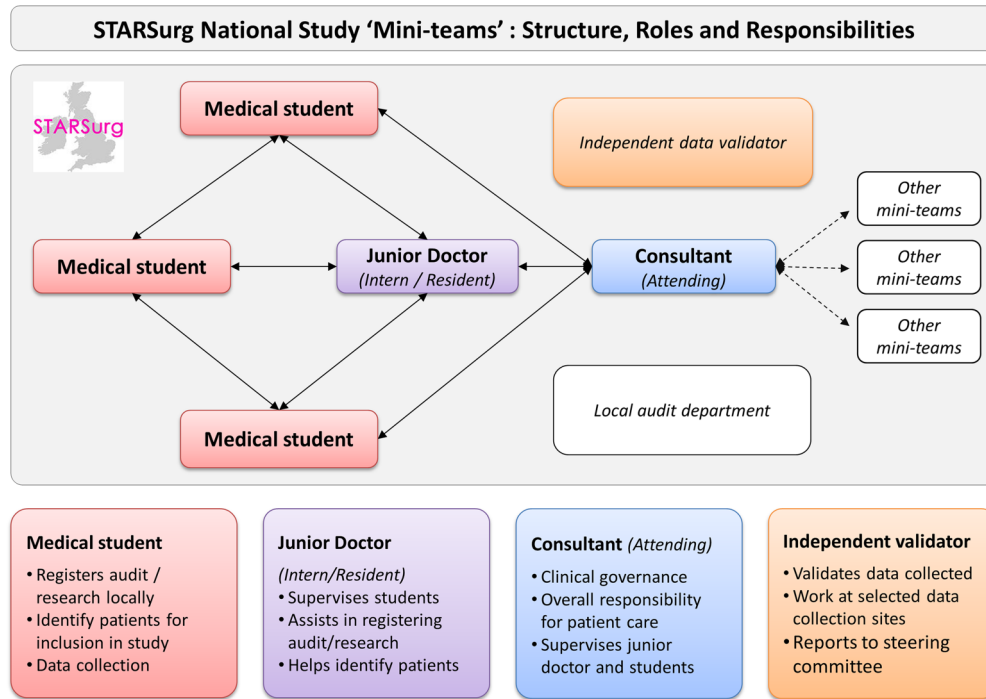 STARSurg National Study ‘Mini-teams’ : Structure, Roles and Responsibilities
STARSurg
Medical student
Independent data validator
Other
mini-teams
Medical student
Junior Doctor
(Intern / Resident)
Consultant
(Attending)
Other
mini-teams
Other
mini-teams
Medical student
Local audit department
Medical student
• Registers audit /
research locally
• Identify patients for
inclusion in study
• Data collection
Junior Doctor
(Intern/Resident)
• Supervises students
• Assists in registering
audit/research
• Helps identify patients
Consultant (Attending)
• Clinical governance
• Overall responsibility
for patient care
• Supervises junior
doctor and students
Independent validator
• Validates data collected
• Work at selected data
collection sites
• Reports to steering
committee